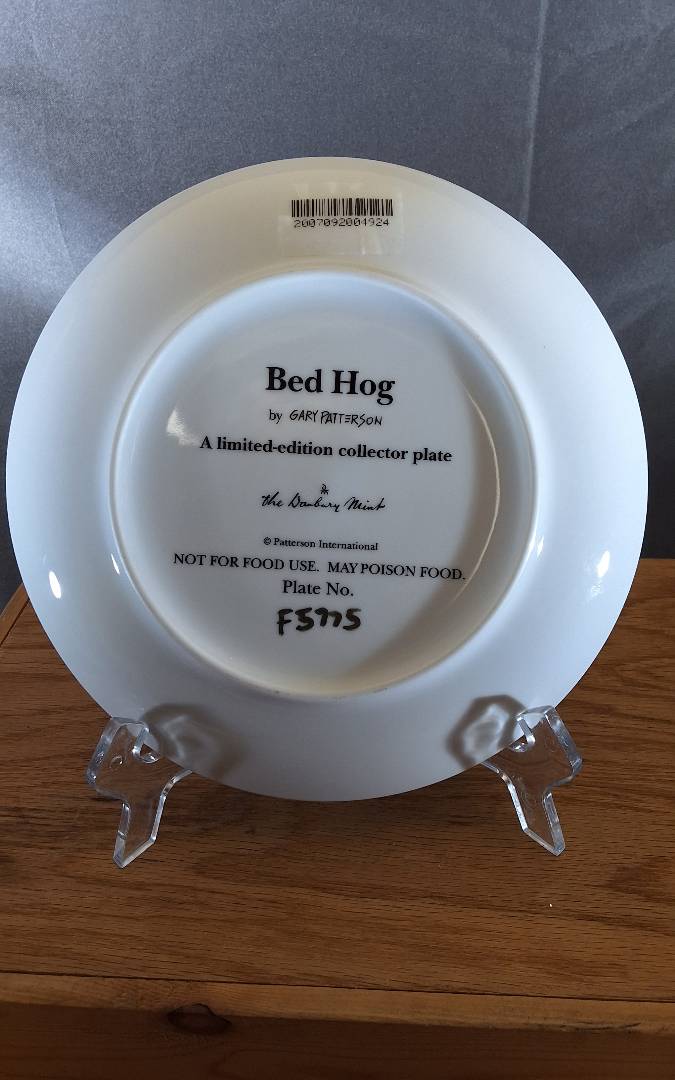 2007092004924
Bed Hog
by GARY PATTERSON
A limited-edition collector plate
the Danbury Mint
© Patterson International
NOT FOR FOOD USE. MAY POISON FOOD.
Plate No.
F5775